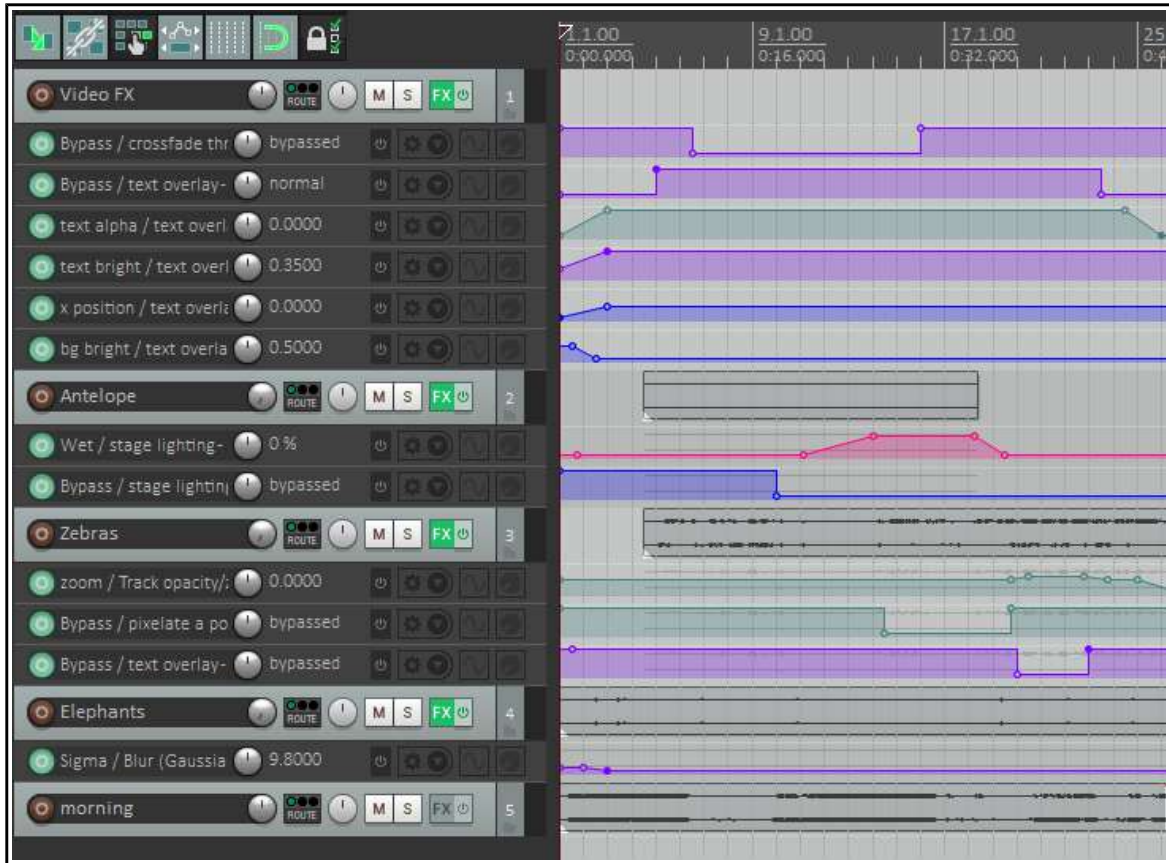 1.1.00 9.1.00 17.1.00 25
0:00.000 0:16.000 0:32.000 0:4
Video FX ROUTE M S FX 1
Bypass / crossfade thr bypassed
Bypass / text overlay- normal
text alpha / text overl 0.0000
text bright / text overl 0.3500
x position / text overla 0.0000
bg bright / text overla 0.5000
Antelope ROUTE M S FX 2
Wet / stage lighting- 0 %
Bypass / stage lighting bypassed
Zebras ROUTE M S FX 3
zoom / Track opacity/z 0.0000
Bypass / pixelate a po bypassed
Bypass / text overlay- bypassed
Elephants ROUTE M S FX 4
Sigma / Blur (Gaussia 9.8000
morning ROUTE M S FX 5